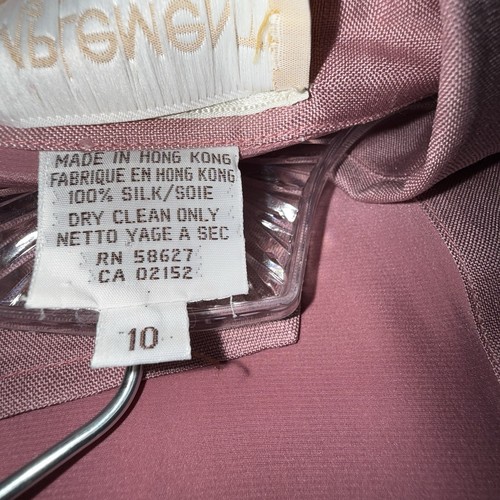 MADE IN HONG KONG
FABRIQUE EN HONG KONG
100% SILK/SOIE
DRY CLEAN ONLY
NETTO YAGE A SEC
RN 58627
CA 02152
10